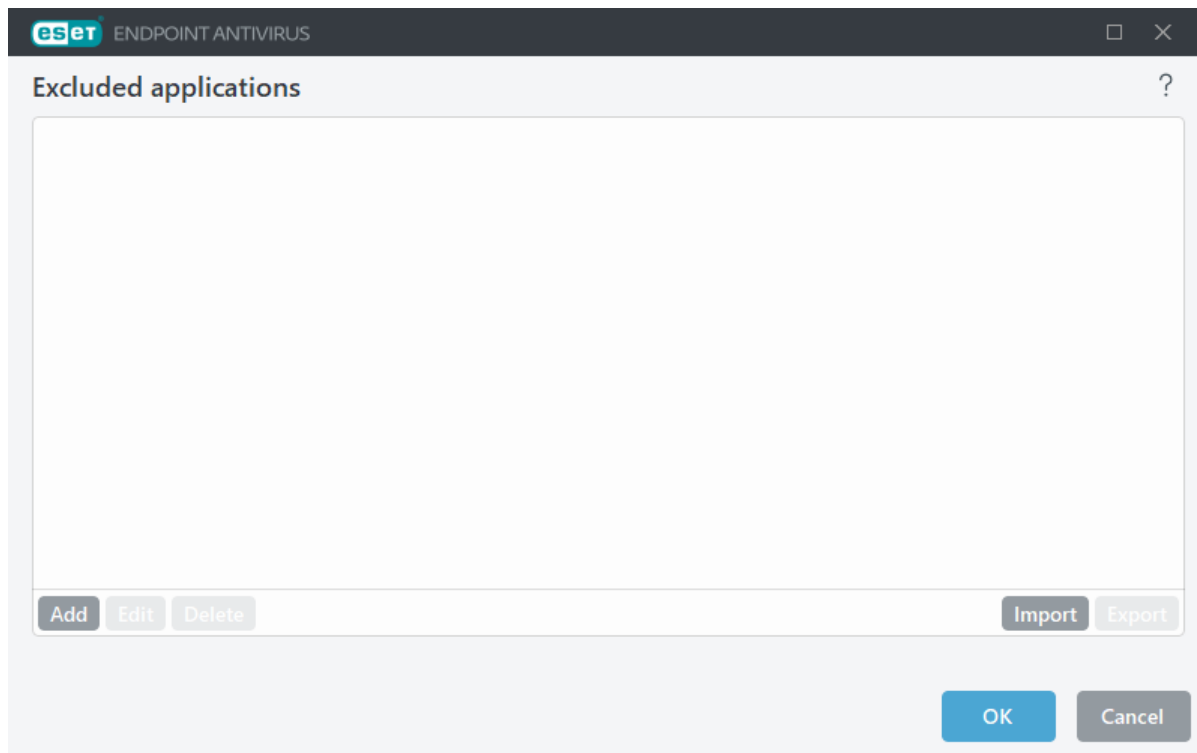 eset ENDPOINT ANTIVIRUS
Excluded applications
?
Add Edit Delete Import Export
OK Cancel